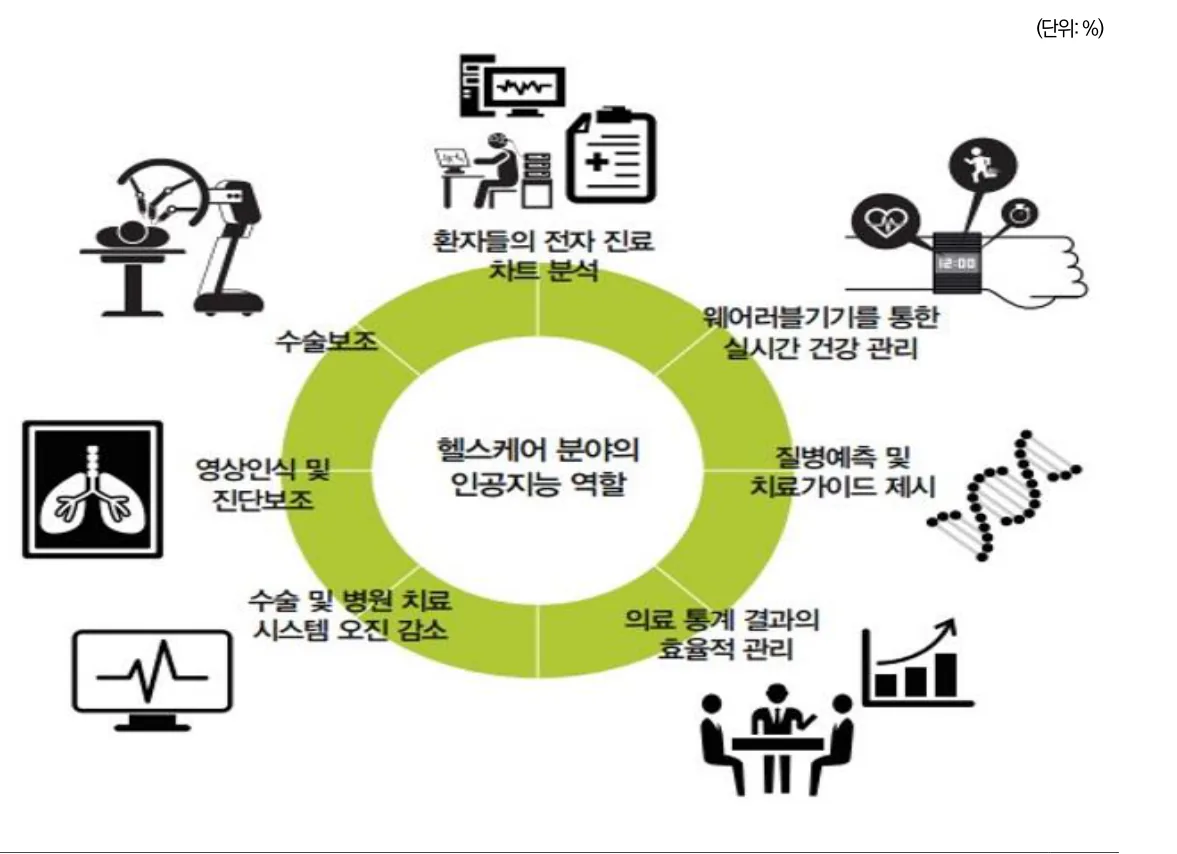 (단위: %)
환자들의 전자 진료
차트 분석
웨어러블기기를 통한
실시간 건강 관리
12:00
수술보조
헬스케어 분야의
인공지능 역할
질병예측 및
치료가이드 제시
영상인식 및
진단보조
수술 및 병원 치료
시스템 오진 감소
의료 통계 결과의
효율적 관리